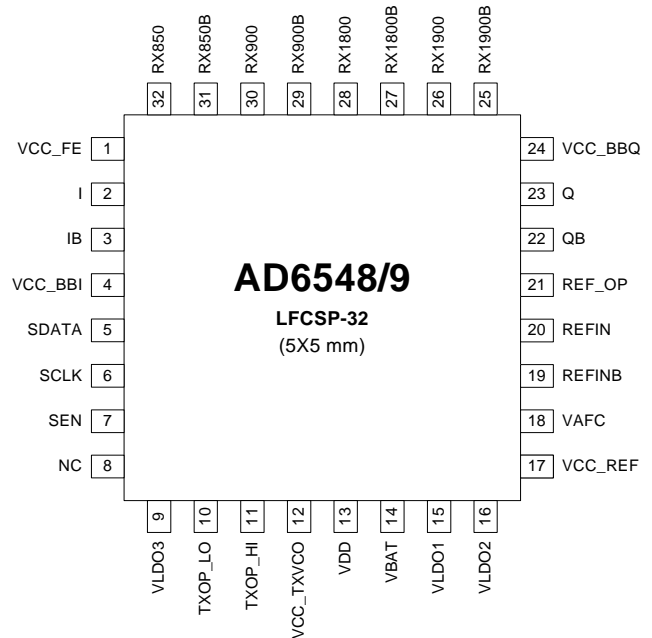 RX850
RX850B
RX900
RX900B
RX1800
RX1800B
RX1900
RX1900B
32
31
30
29
28
27
26
25
VCC_FE 1
I 2
IB 3
VCC_BBI 4
SDATA 5
SCLK 6
SEN 7
NC 8
AD6548/9
LFCSP-32
(5X5 mm)
24 VCC_BBQ
23 Q
22 QB
21 REF_OP
20 REFIN
19 REFINB
18 VAFC
17 VCC_REF
9
10
11
12
13
14
15
16
VLDO3
TXOP_LO
TXOP_HI
VCC_TXVCO
VDD
VBAT
VLDO1
VLDO2